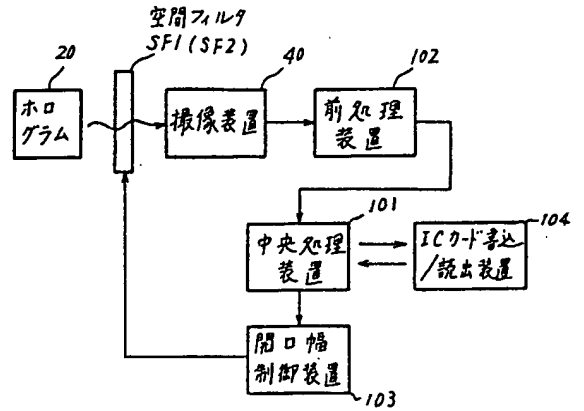 空間フィルタ
SF1(SF2)
20
40
102
ホロ
グラム
撮像装置
前処理
装置
101
104
中央処理
装置
ICカード書込
/読出装置
開口幅
制御装置
103